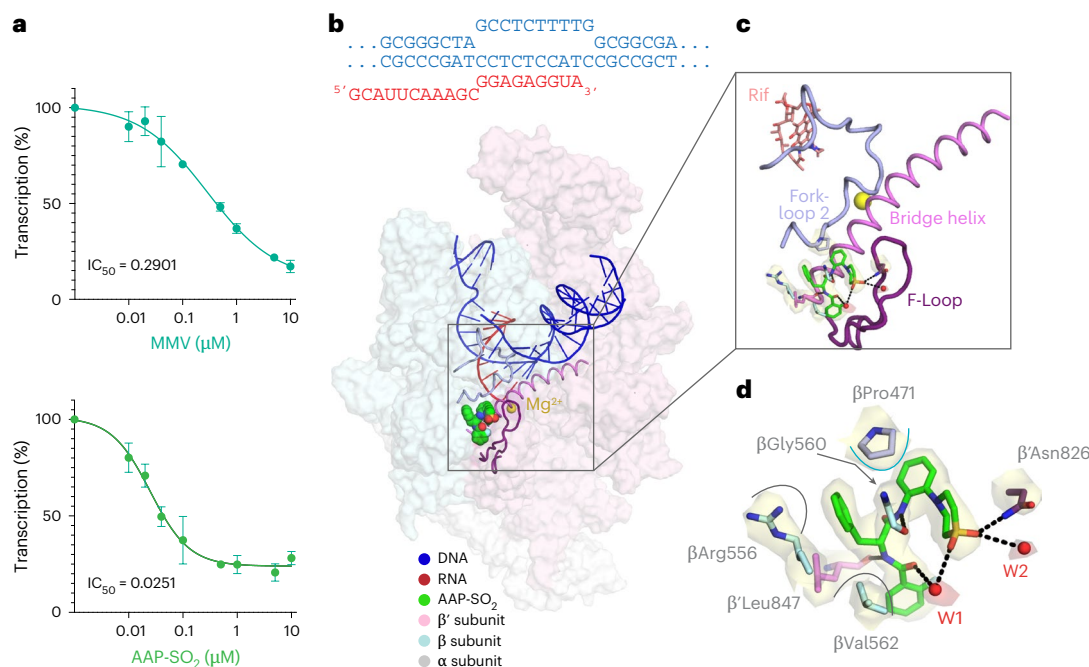 a
100
50
0
Transcription (%)
IC50 = 0.2901
0.01 0.1 1 10
MMV (μM)
100
50
0
Transcription (%)
IC50 = 0.0251
0.01 0.1 1 10
AAP-SO2 (μM)
b
GCCTCTTTTG
...GCGGGCTA GCGGCGA...
...CGCCCGATCCTCTCCATCCGCCGCT...
GGAGAGGUA
5′GCAUUCAAAGC 3′
Mg2+
DNA
RNA
AAP-SO2
β′ subunit
β subunit
α subunit
c
Rif
Fork-
loop 2
Bridge helix
F-Loop
d
βPro471
βGly560
β′Asn826
βArg556
W2
β′Leu847
W1
βVal562